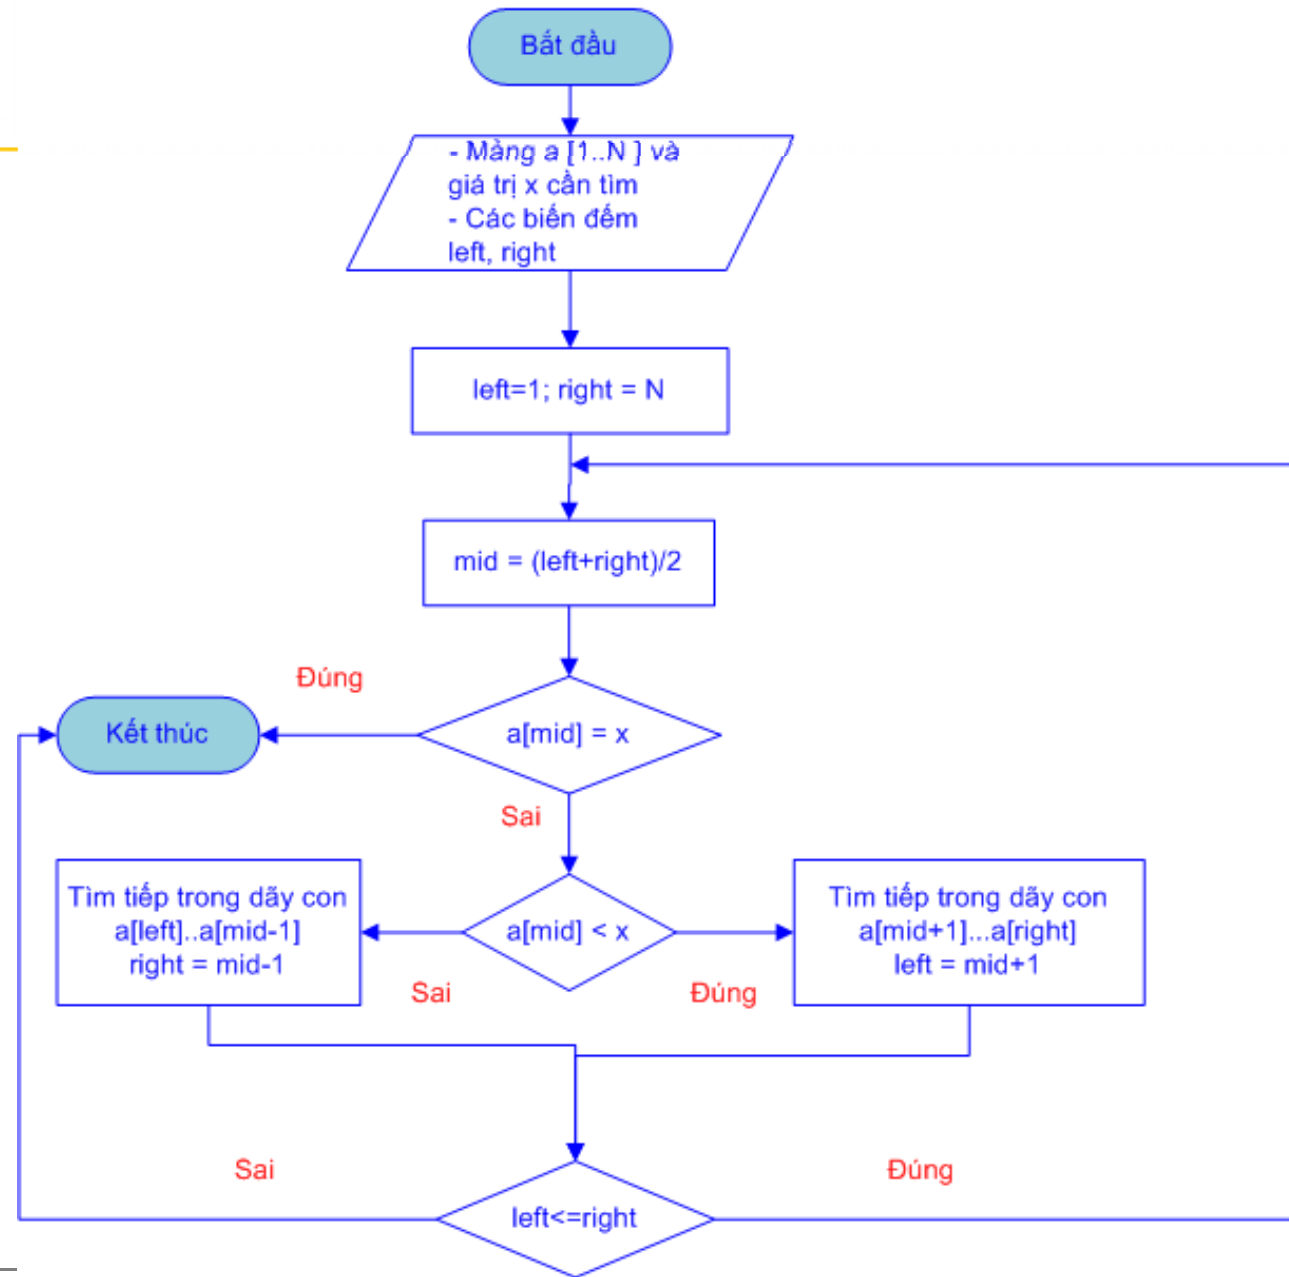 Bắt đầu
- Mảng a [1..N ] và
giá trị x cần tìm
- Các biến đếm
left, right
left=1; right = N
mid = (left+right)/2
Đúng
Kết thúc
a[mid] = x
Sai
Tìm tiếp trong dãy con
a[left]..a[mid-1]
right = mid-1
a[mid] < x
Tìm tiếp trong dãy con
a[mid+1]...a[right]
left = mid+1
Sai
Đúng
Sai
Đúng
left<=right